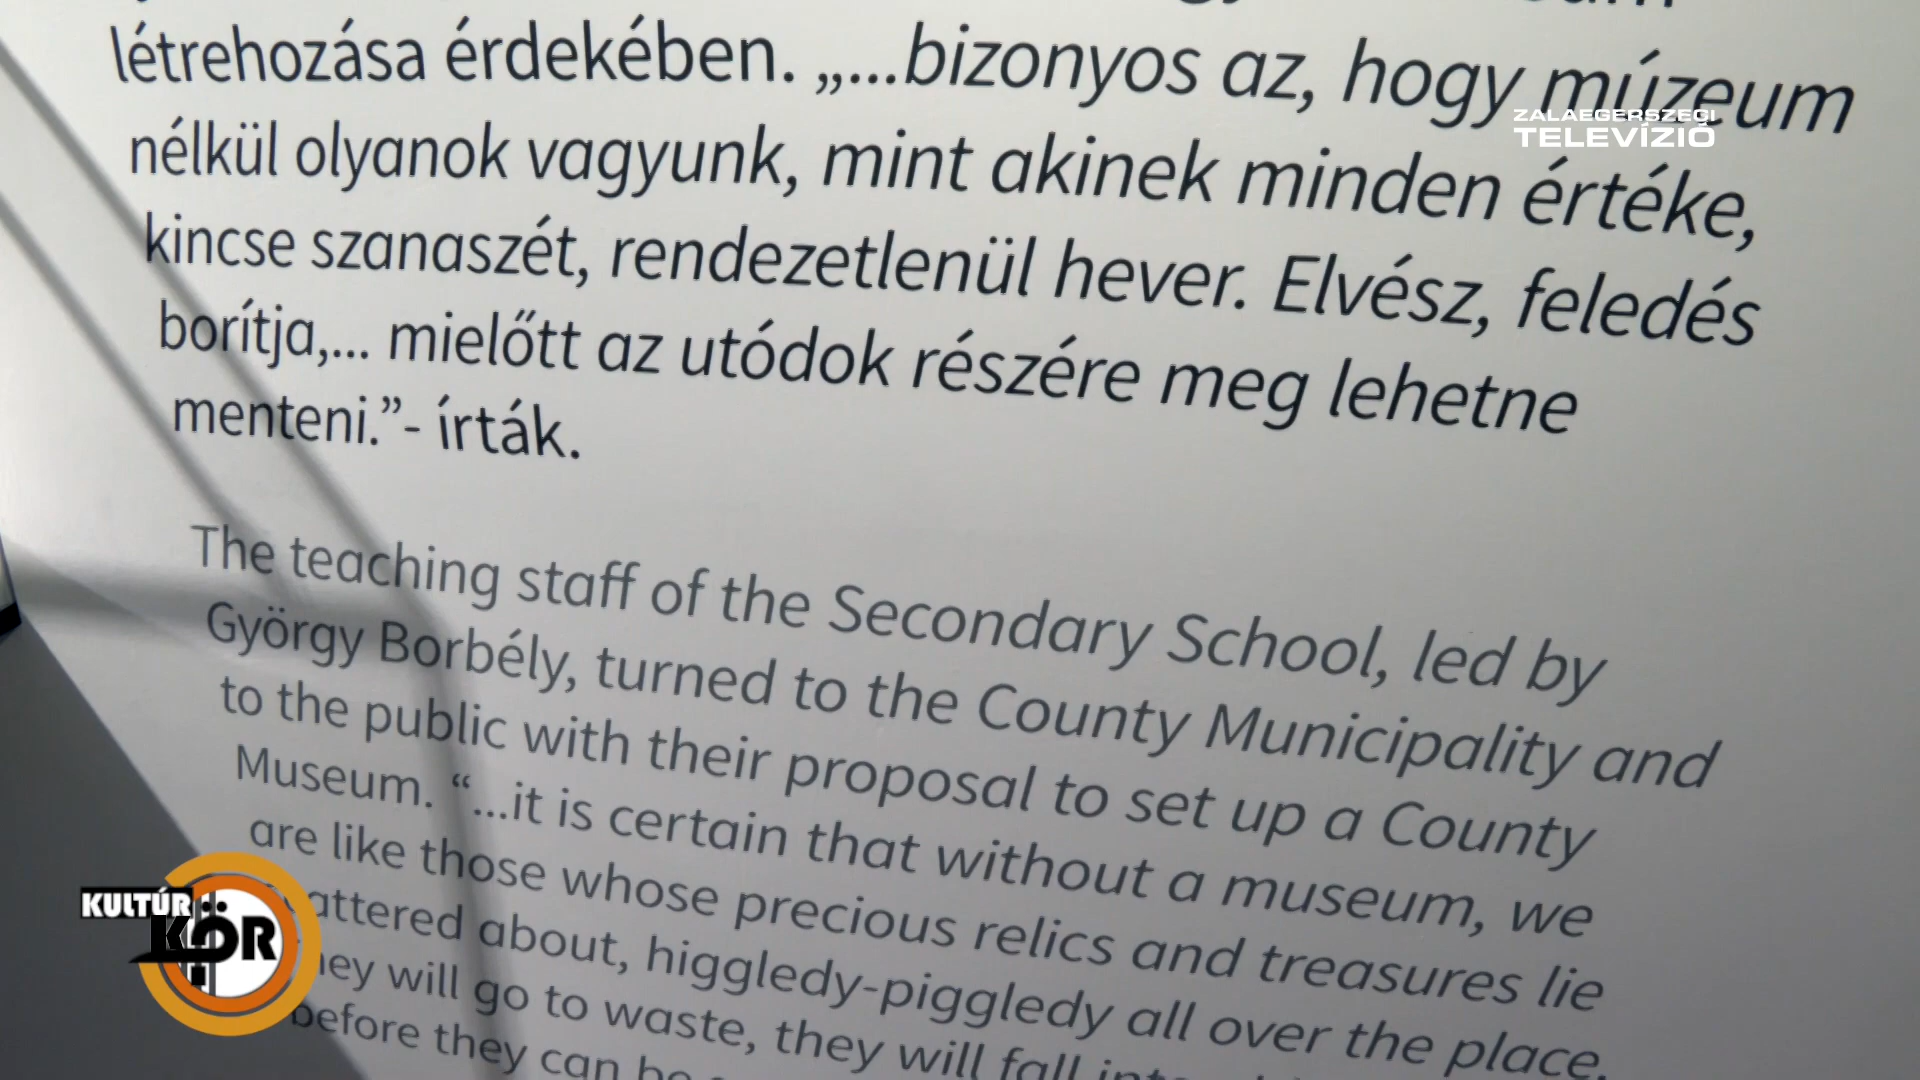 létrehozása érdekében. „...bizonyos az, hogy múzeum
nélkül olyanok vagyunk, mint akinek minden értéke,
kincse szanaszét, rendezetlenül hever. Elvész, feledés
borítja,... mielőtt az utódok részére meg lehetne
menteni.”- írták.
The teaching staff of the Secondary School, led by
György Borbély, turned to the County Municipality and
to the public with their proposal to set up a County
Museum. “...it is certain that without a museum, we
are like those whose precious relics and treasures lie
about, higgledy-piggledy all over the place.
will go to waste, they will fall
before they can be
ZALAEGERSZEGI
TELEVÍZIÓ
KULTÚR
KÖR